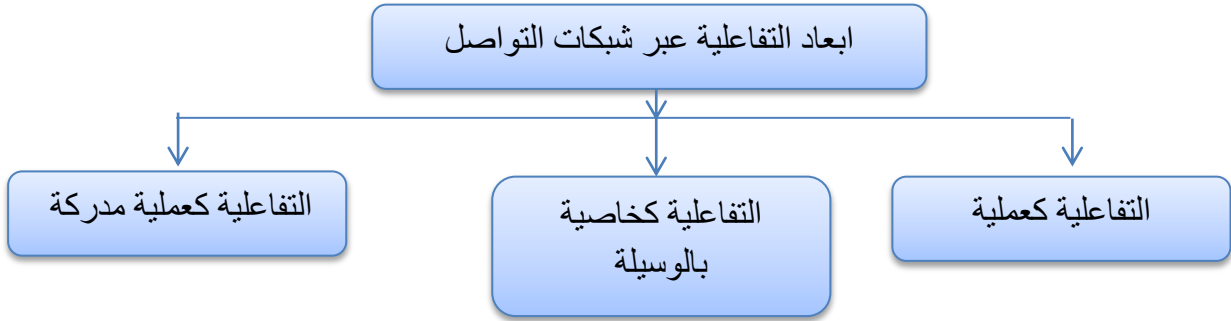 ابعاد التفاعلية عبر شبكات التواصل
التفاعلية كعملية
التفاعلية كخاصية
بالوسيلة
التفاعلية كعملية مدركة